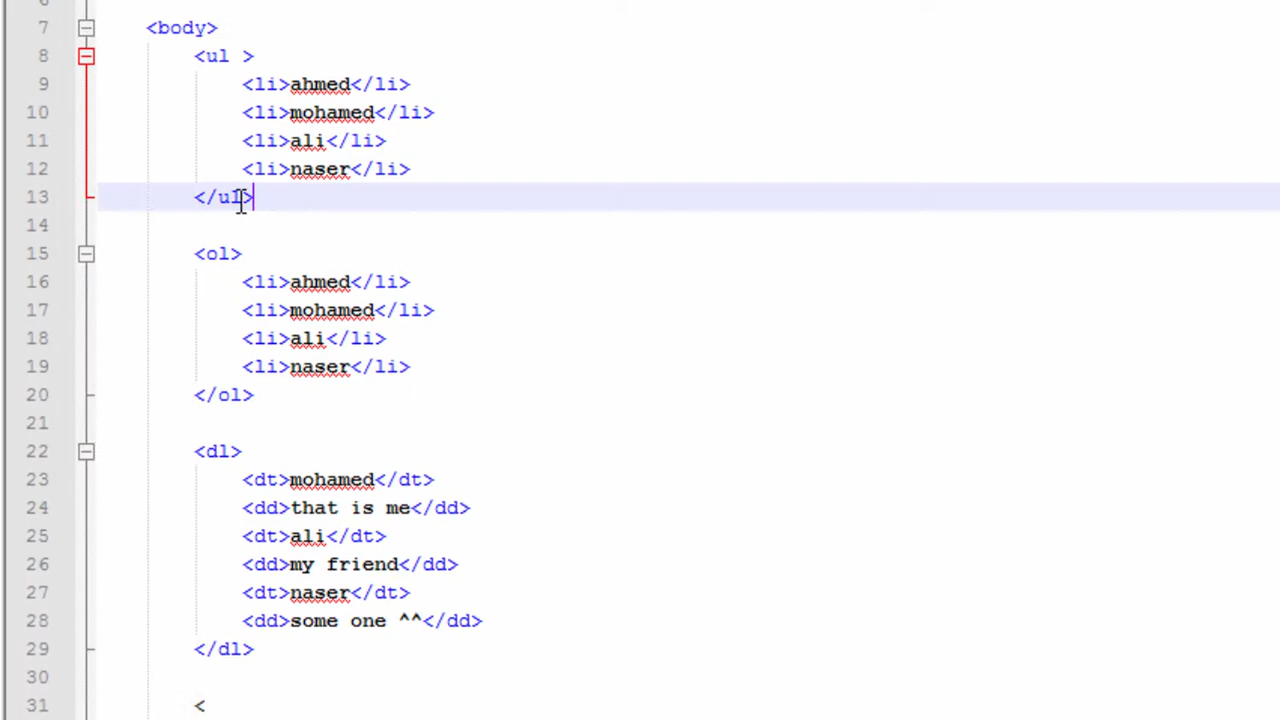 7 <body>
8 <ul >
9 <li>ahmed</li>
10 <li>mohamed</li>
11 <li>ali</li>
12 <li>naser</li>
13 </ul>
14
15 <ol>
16 <li>ahmed</li>
17 <li>mohamed</li>
18 <li>ali</li>
19 <li>naser</li>
20 </ol>
21
22 <dl>
23 <dt>mohamed</dt>
24 <dd>that is me</dd>
25 <dt>ali</dt>
26 <dd>my friend</dd>
27 <dt>naser</dt>
28 <dd>some one ^^</dd>
29 </dl>
30
31 <